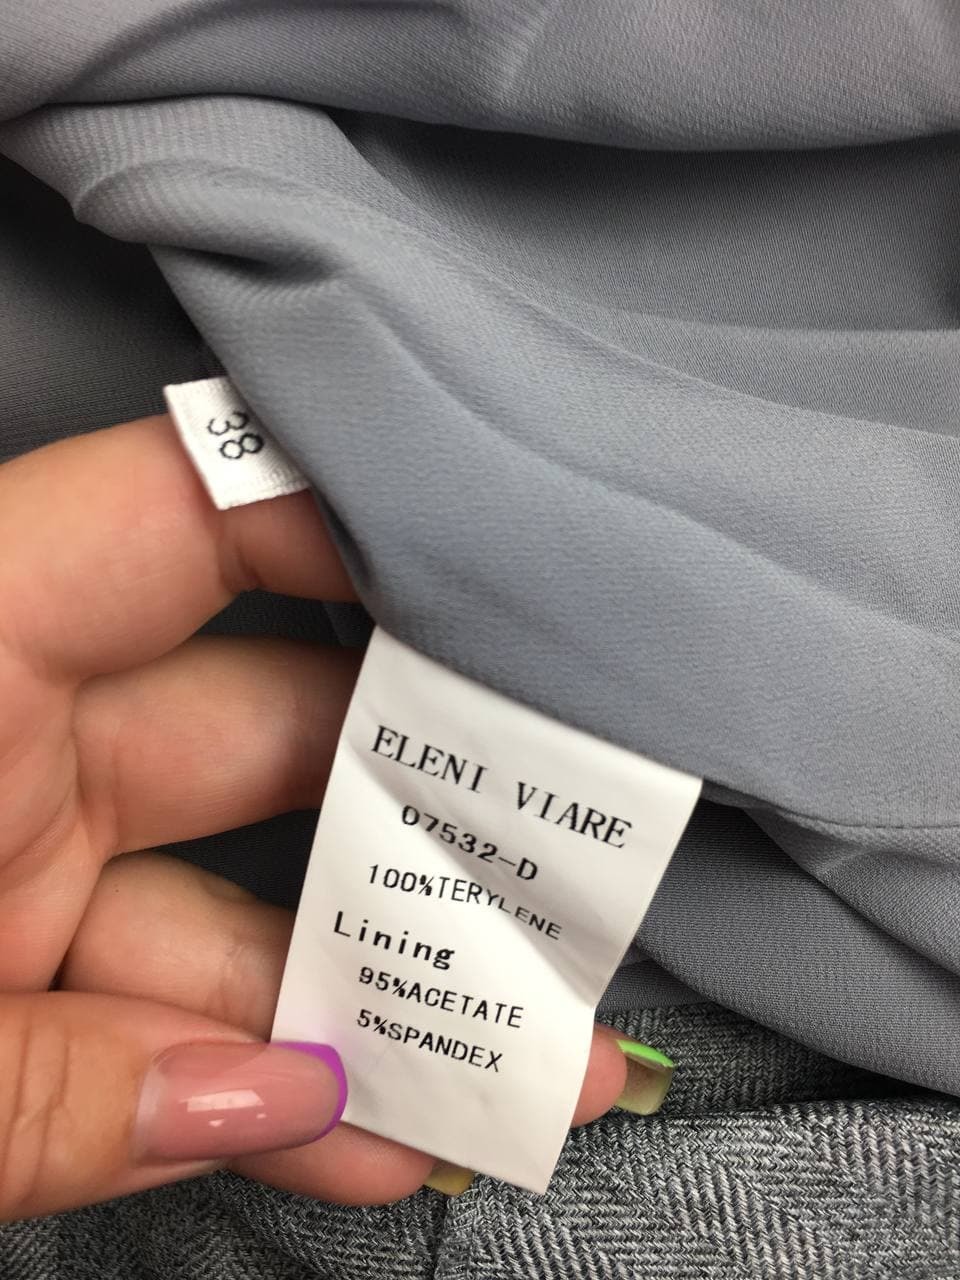 38
ELENI VIARE
07532-D
100%TERYLENE
Lining
95%ACETATE
5%SPANDEX